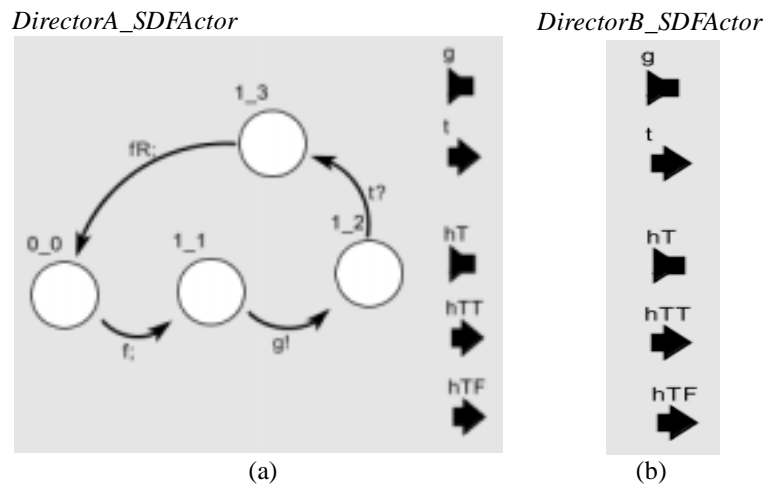 DirectorA_SDFActor
DirectorB_SDFActor
g
1_3
t
fR;
t?
0_0
1_1
1_2
hT
hTT
f;
g!
hTF
g
t
hT
hTT
hTF
(a)
(b)